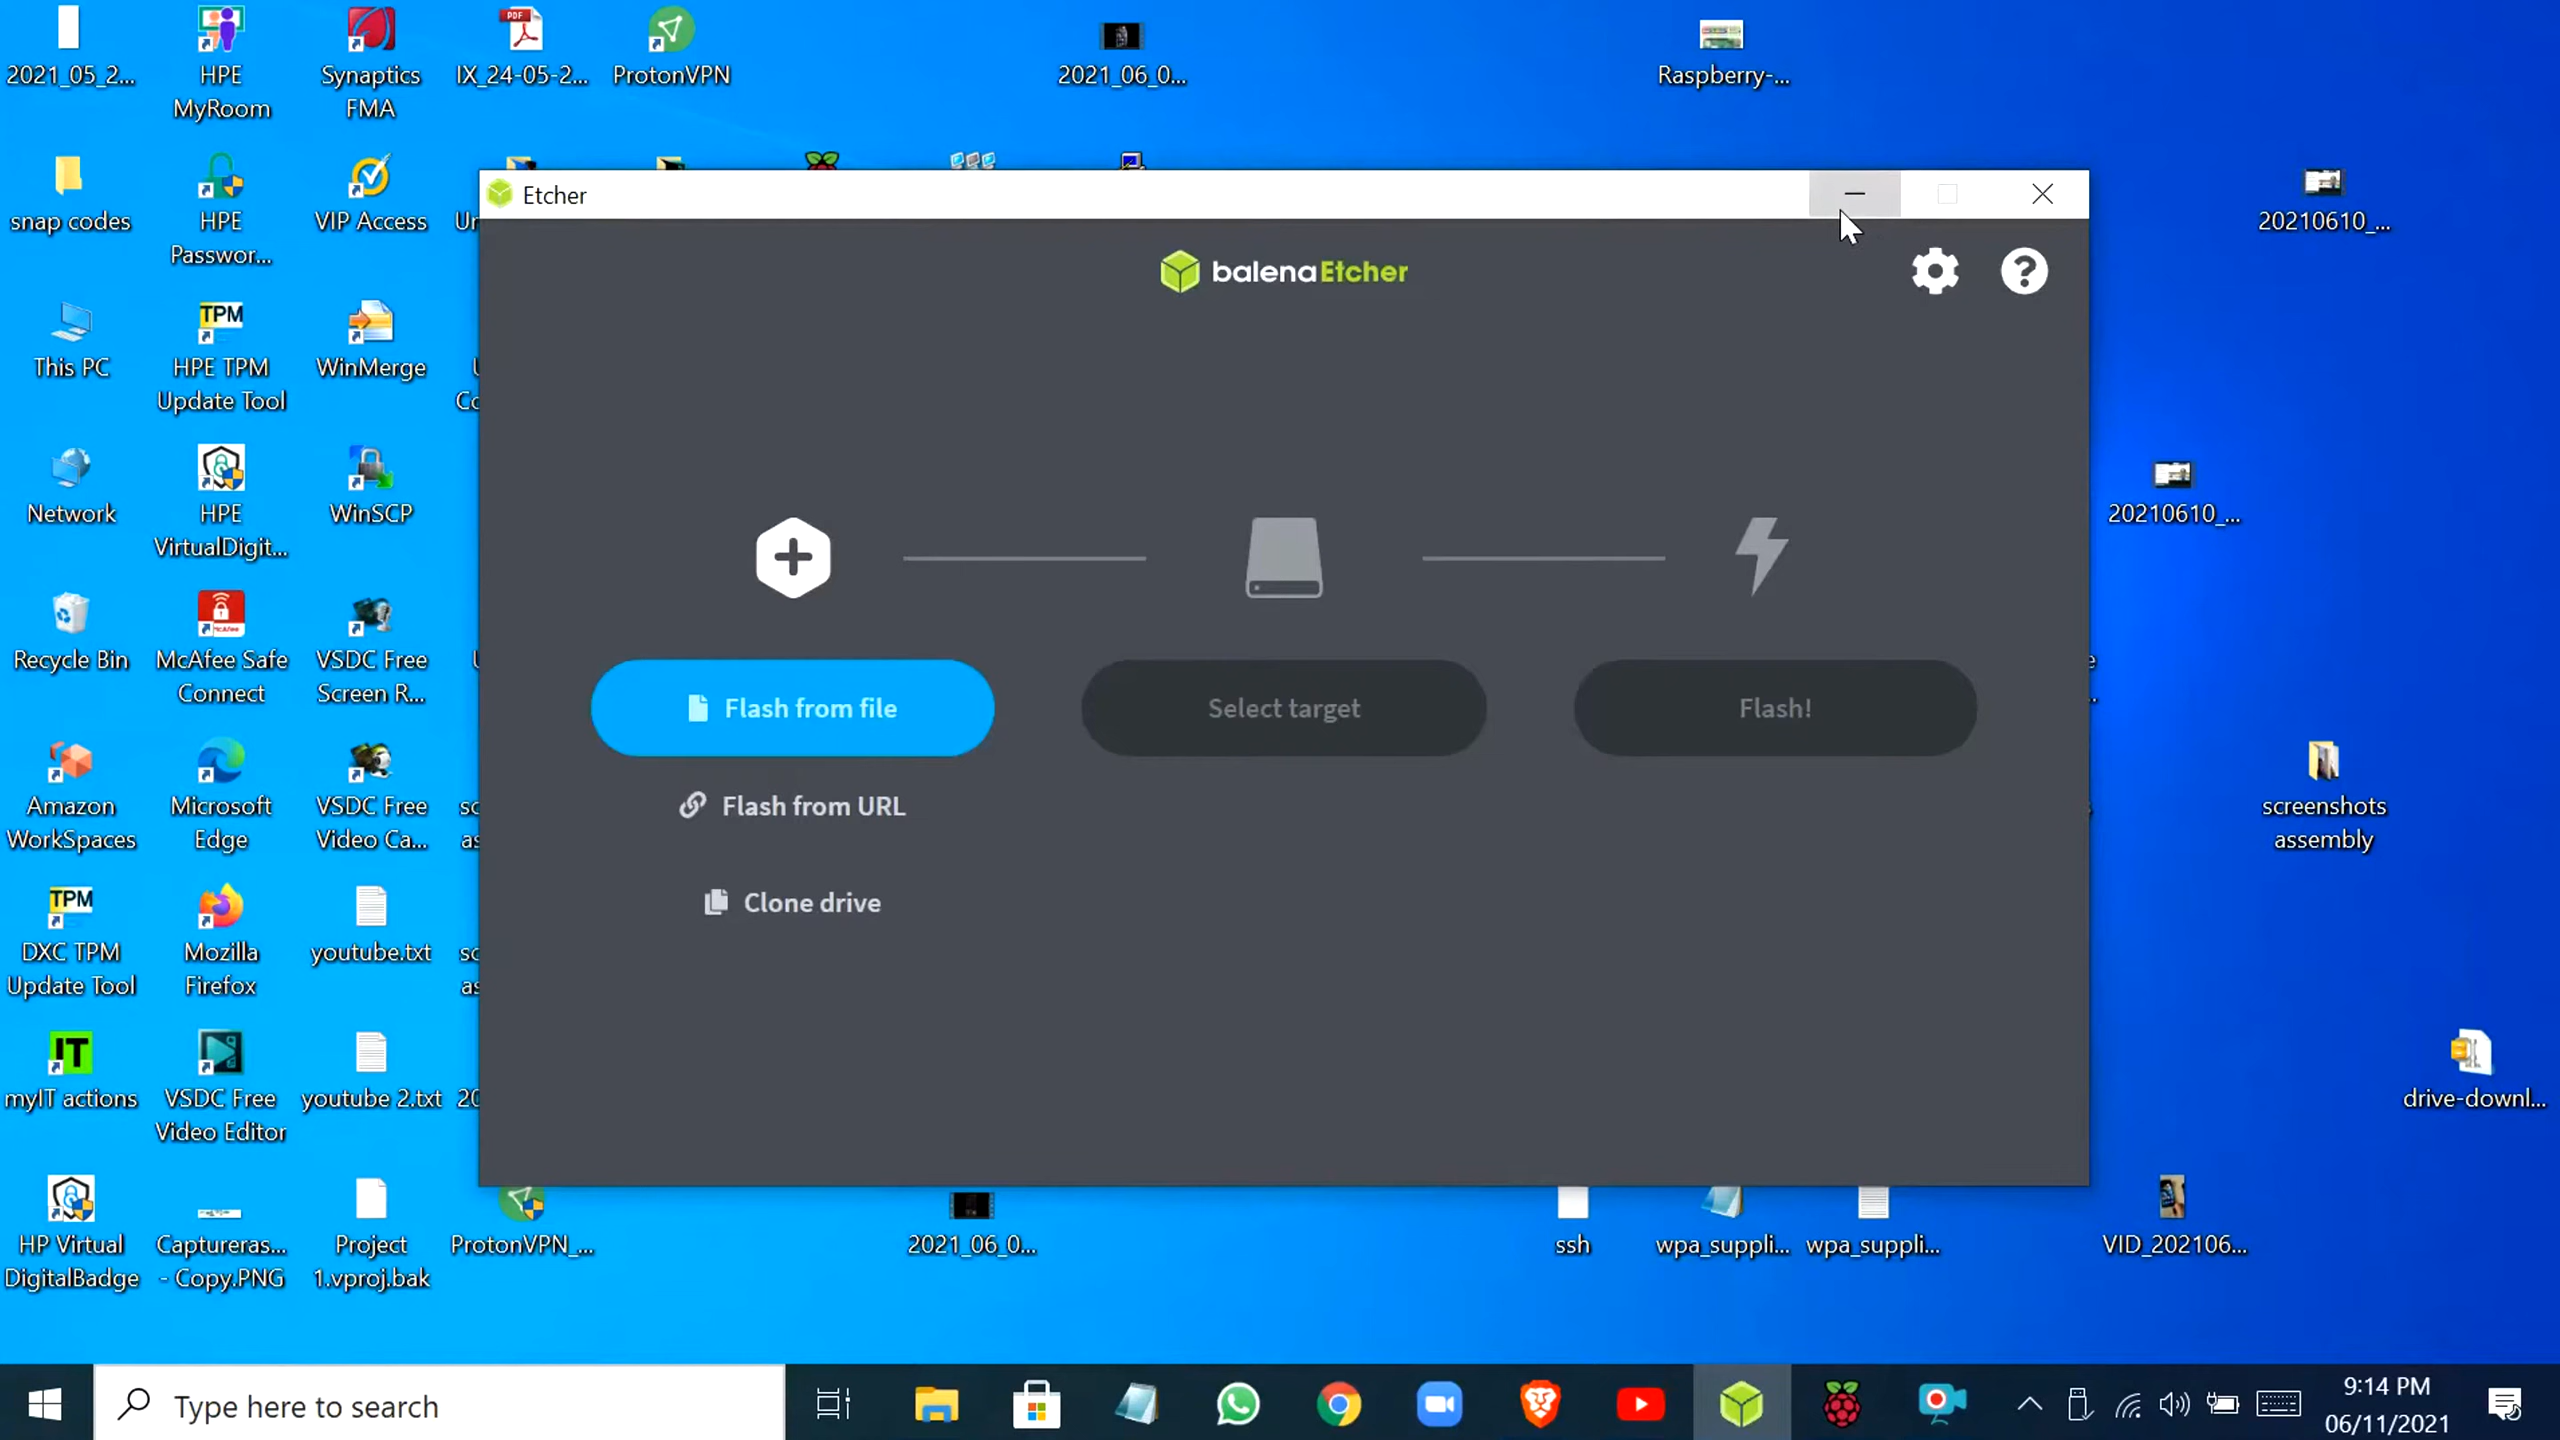 2021_05_2...
HPE
MyRoom
Synaptics
FMA
PDF
IX_24-05-2...
ProtonVPN
2021_06_0...
Raspberry-...
snap codes
HPE
Passwor...
VIP Access
Etcher
balenaEtcher
20210610_...
This PC
TPM
HPE TPM
Update Tool
WinMerge
Network
HPE
VirtualDigit...
WinSCP
20210610_...
Recycle Bin
McAfee
McAfee Safe
Connect
VSDC Free
Screen R...
Flash from file
Select target
Flash!
Amazon
WorkSpaces
Microsoft
Edge
VSDC Free
Video Ca...
Flash from URL
screenshots
assembly
Clone drive
TPM
DXC TPM
Update Tool
Mozilla
Firefox
youtube.txt
IT
myIT actions
VSDC Free
Video Editor
youtube 2.txt
drive-downl...
HP Virtual
DigitalBadge
Captureras...
- Copy.PNG
Project
1.vproj.bak
ProtonVPN_...
2021_06_0...
ssh
wpa_suppli...
wpa_suppli...
VID_202106...
Type here to search
9:14 PM
06/11/2021